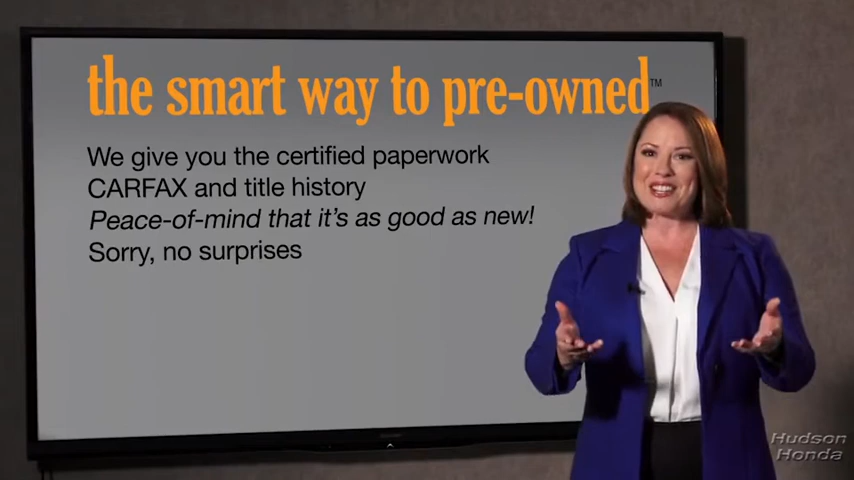 the smart way to pre-owned™
We give you the certified paperwork
CARFAX and title history
Peace-of-mind that it's as good as new!
Sorry, no surprises
Hudson
Honda